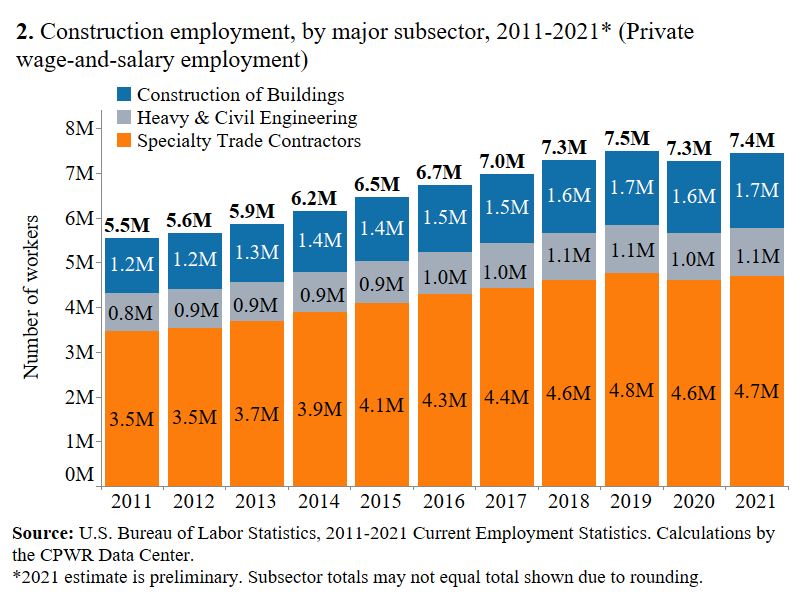 2. Construction employment, by major subsector, 2011-2021* (Private
wage-and-salary employment)
Construction of Buildings
Heavy & Civil Engineering
Specialty Trade Contractors
Number of workers
8M
7M
6M
5M
4M
3M
2M
1M
0M
5.5M 5.6M 5.9M 6.2M 6.5M 6.7M 7.0M 7.3M 7.5M 7.3M 7.4M
1.2M 1.2M 1.3M 1.4M 1.4M 1.5M 1.5M 1.6M 1.7M 1.6M 1.7M
0.8M 0.9M 0.9M 0.9M 0.9M 1.0M 1.0M 1.1M 1.1M 1.0M 1.1M
3.5M 3.5M 3.7M 3.9M 4.1M 4.3M 4.4M 4.6M 4.8M 4.6M 4.7M
2011 2012 2013 2014 2015 2016 2017 2018 2019 2020 2021
Source: U.S. Bureau of Labor Statistics, 2011-2021 Current Employment Statistics. Calculations by
the CPWR Data Center.
*2021 estimate is preliminary. Subsector totals may not equal total shown due to rounding.